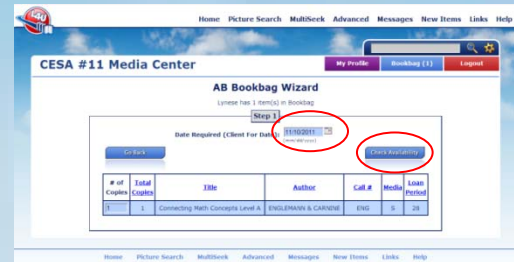 Home Picture Search MultiSeek Advanced Messages New Items Links Help
CESA #11 Media Center
My Profile Bookbag (1) Logout
AB Bookbag Wizard
Lynese has 1 item(s) in Bookbag
Step 1
Date Required (Client For Date): 11/10/2011
Go Back Check Availability
# of Copies Total Copies Title Author Call # Media Loan Period
1 1 Connecting Math Concepts Level A ENGLEMANN & CARNINE ENG S 28
Home Picture Search MultiSeek Advanced Messages New Items Links Help